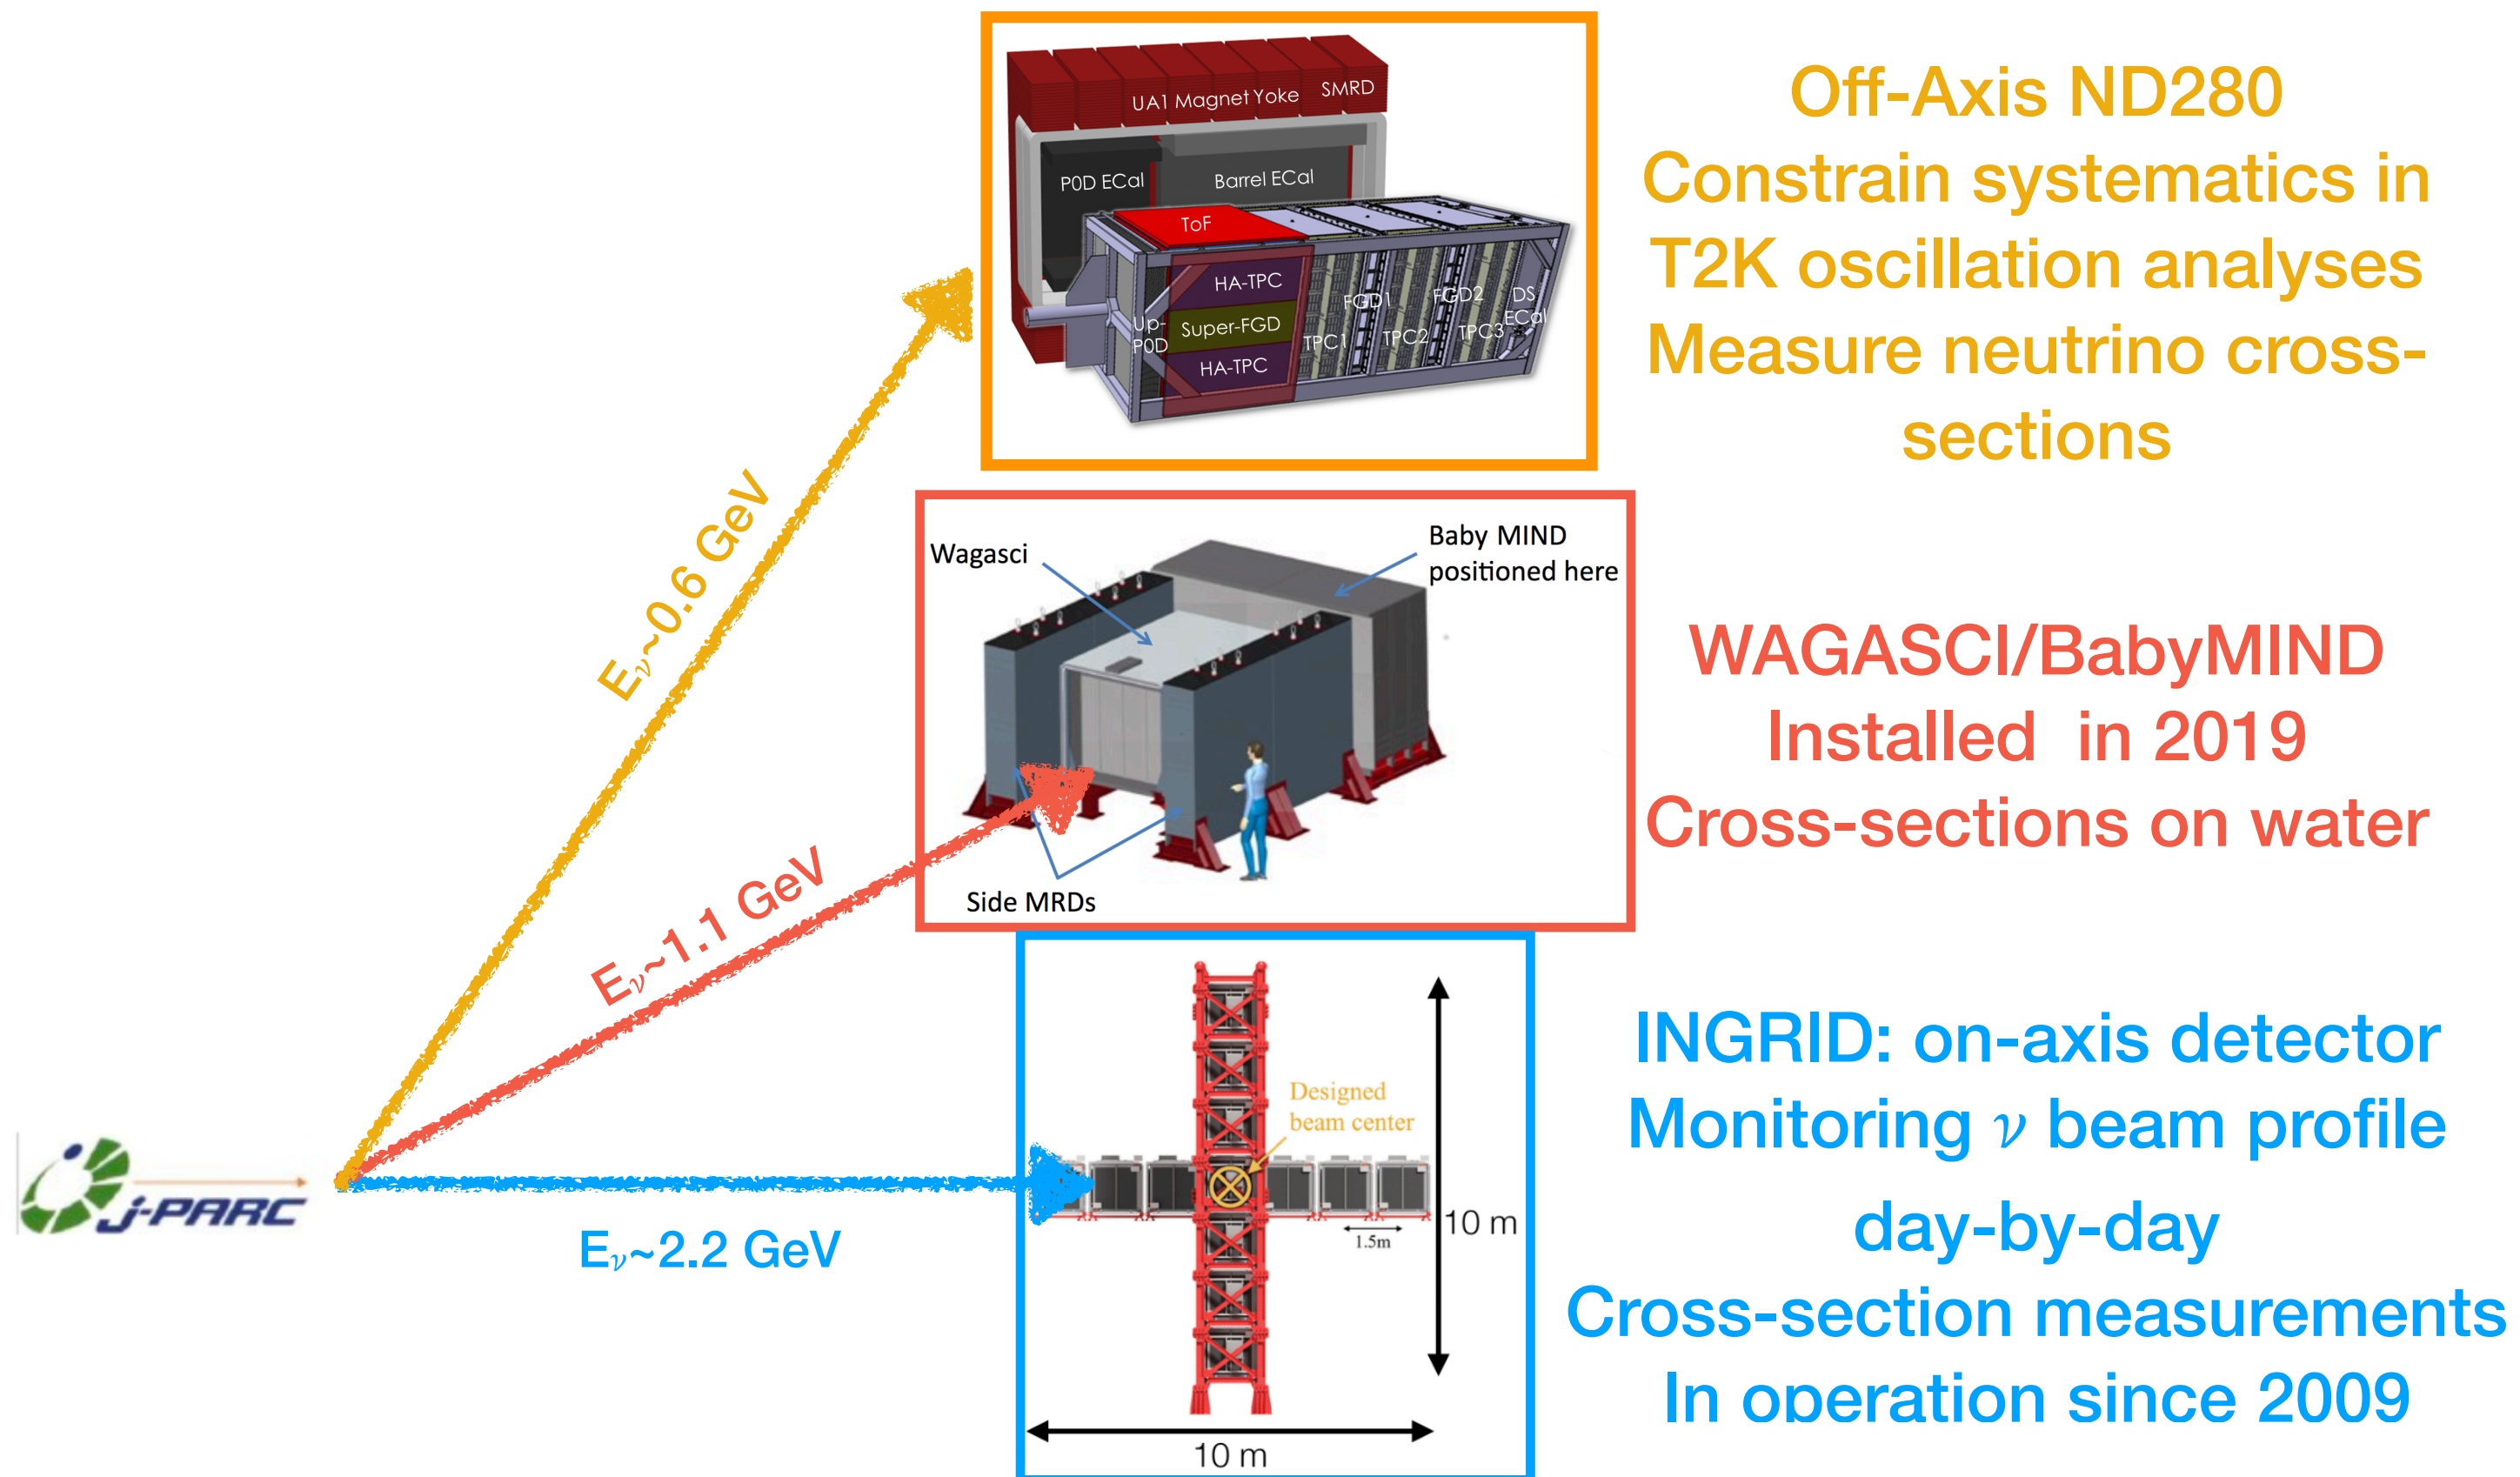 UA1 Magnet Yoke
SMRD
P0D ECal
Barrel ECal
ToF
HA-TPC
Super-FGD
HA-TPC
Up-
P0D
TPC1
FGD1
TPC2
FGD2
TPC3
DS
ECal
Off-Axis ND280
Constrain systematics in
T2K oscillation analyses
Measure neutrino cross-
sections
Eν~0.6 GeV
Wagasci
Baby MIND
positioned here
Side MRDs
WAGASCI/BabyMIND
Installed in 2019
Cross-sections on water
Eν~1.1 GeV
j-PARC
Eν~2.2 GeV
Designed
beam center
1.5m
10 m
10 m
INGRID: on-axis detector
Monitoring ν beam profile
day-by-day
Cross-section measurements
In operation since 2009